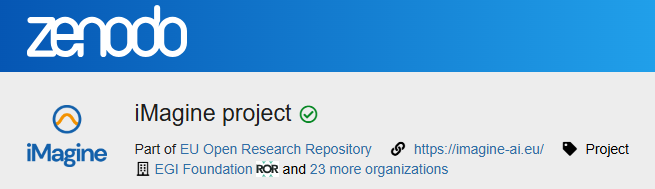 zenodo
iMagine
iMagine project
Part of EU Open Research Repository https://imagine-ai.eu/ Project
EGI Foundation ROR and 23 more organizations